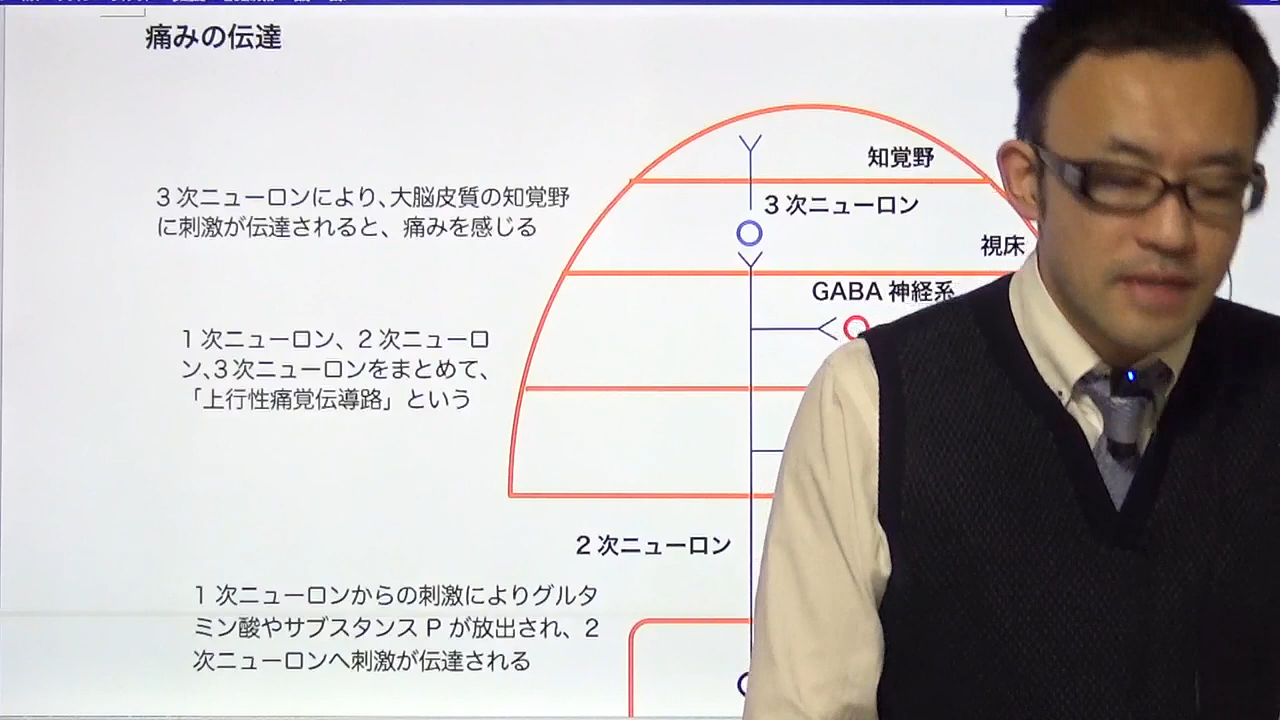 痛みの伝達
知覚野
3次ニューロンにより、大脳皮質の知覚野
に刺激が伝達されると、痛みを感じる
3次ニューロン
視床
GABA神経系
1次ニューロン、2次ニューロ
ン、3次ニューロンをまとめて、
「上行性痛覚伝導路」という
2次ニューロン
1次ニューロンからの刺激によりグルタ
ミン酸やサブスタンスPが放出され、2
次ニューロンへ刺激が伝達される